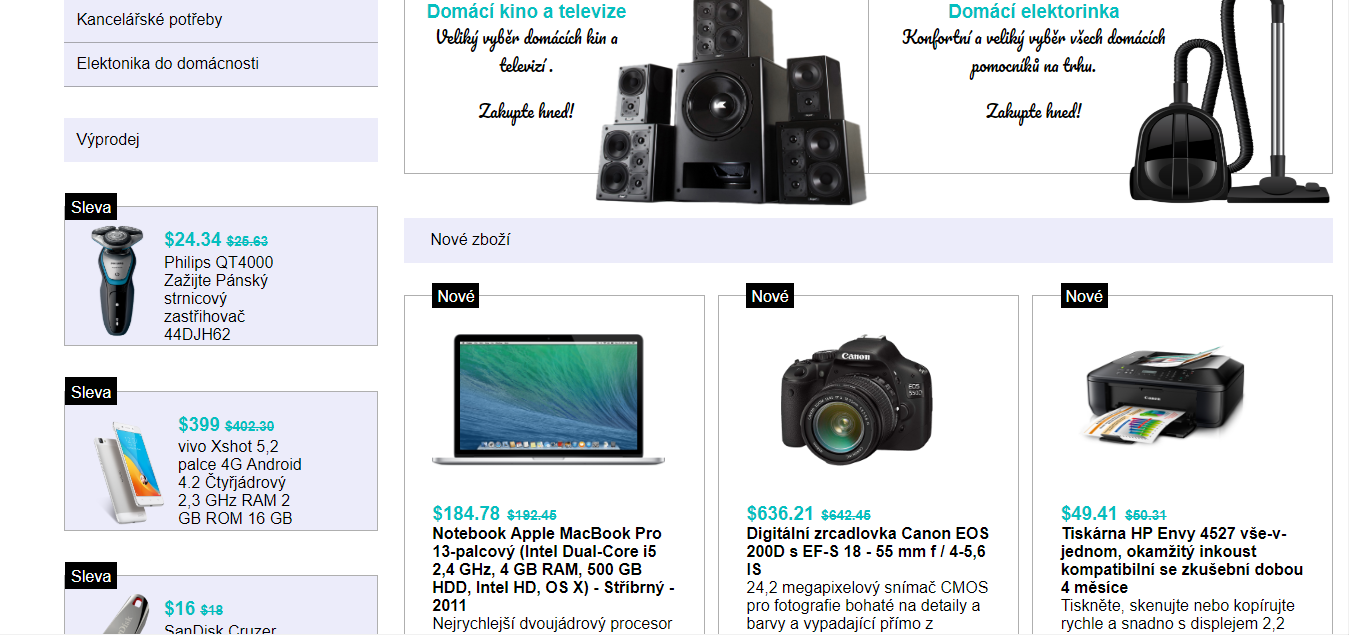 Kancelářské potřeby
Elektonika do domácnosti
Výprodej
Sleva
$24.34 $25.63
Philips QT4000
Zažijte Pánský
strnicový
zastřihovač
44DJH62
Sleva
$399 $402.30
vivo Xshot 5,2
palce 4G Android
4.2 Čtyřjádrový
2,3 GHz RAM 2
GB ROM 16 GB
Sleva
$16 $18
SanDisk Cruzer
Domácí kino a televize
Veliký vyběr domácích kin a
televizí .
Zakupte hned!
Domácí elektorinka
Konfortní a veliký vyběr všech domácích
pomocníků na trhu.
Zakupte hned!
Nové zboží
Nové
$184.78 $192.45
Notebook Apple MacBook Pro
13-palcový (Intel Dual-Core i5
2,4 GHz, 4 GB RAM, 500 GB
HDD, Intel HD, OS X) - Stříbrný -
2011
Nejrychlejší dvoujádrový procesor
Nové
Canon
EOS
550D
$636.21 $642.45
Digitální zrcadlovka Canon EOS
200D s EF-S 18 - 55 mm f / 4-5,6
IS
24,2 megapixelový snímač CMOS
pro fotografie bohaté na detaily a
barvy a vypadající přímo z
Nové
Canon
$49.41 $50.31
Tiskárna HP Envy 4527 vše-v-
jednom, okamžitý inkoust
kompatibilní se zkušební dobou
4 měsíce
Tiskněte, skenujte nebo kopírujte
rychle a snadno s displejem 2,2